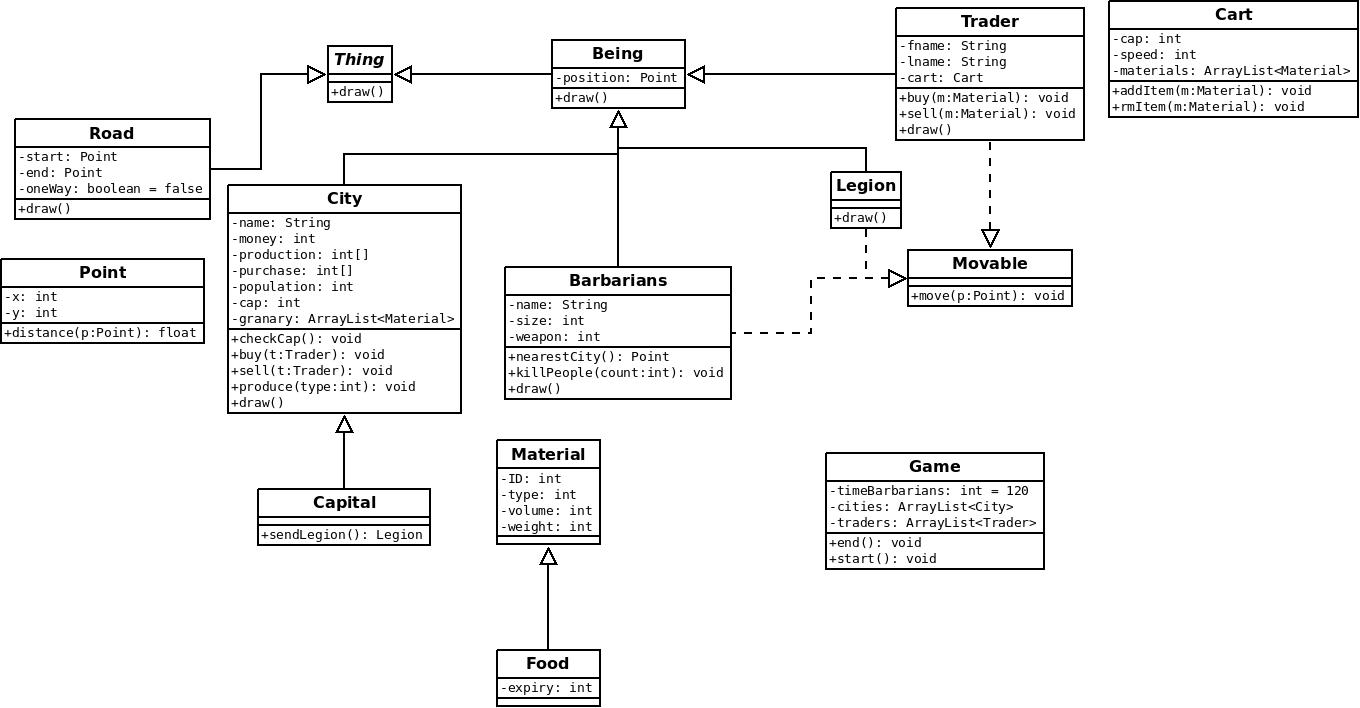 Thing
+draw()
Being
-position: Point
+draw()
Trader
-fname: String
-lname: String
-cart: Cart
+buy(m:Material): void
+sell(m:Material): void
+draw()
Cart
-cap: int
-speed: int
-materials: ArrayList<Material>
+addItem(m:Material): void
+rmItem(m:Material): void
Road
-start: Point
-end: Point
-oneWay: boolean = false
+draw()
City
-name: String
-money: int
-production: int[]
-purchase: int[]
-population: int
-cap: int
-granary: ArrayList<Material>
+checkCap(): void
+buy(t:Trader): void
+sell(t:Trader): void
+produce(type:int): void
+draw()
Legion
+draw()
Point
-x: int
-y: int
+distance(p:Point): float
Barbarians
-name: String
-size: int
-weapon: int
+nearestCity(): Point
+killPeople(count:int): void
+draw()
Movable
+move(p:Point): void
Capital
+sendLegion(): Legion
Material
-ID: int
-type: int
-volume: int
-weight: int
Game
-timeBarbarians: int = 120
-cities: ArrayList<City>
-traders: ArrayList<Trader>
+end(): void
+start(): void
Food
-expiry: int